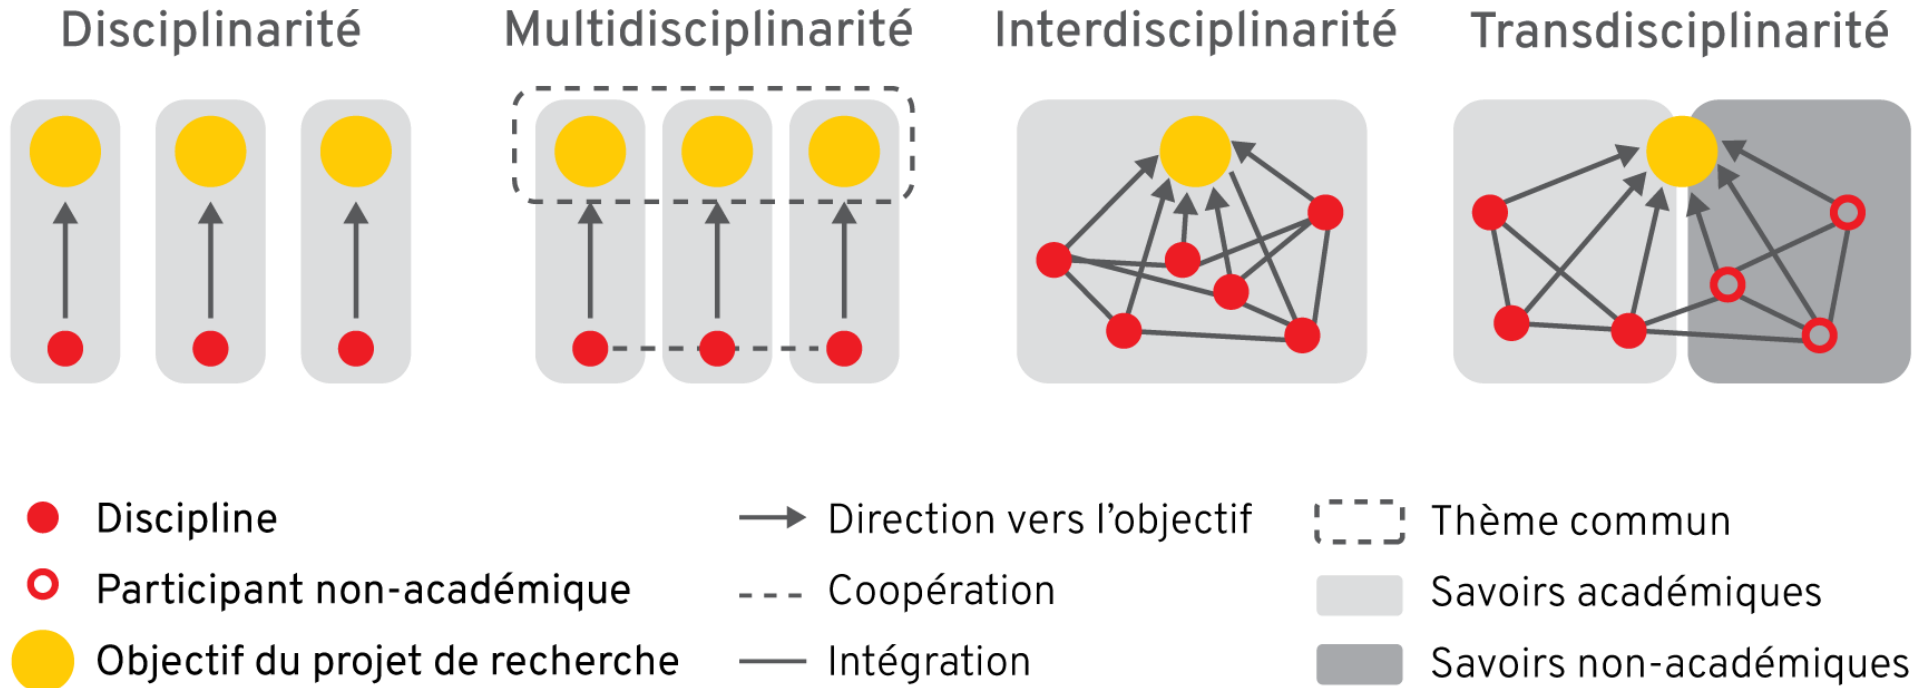 Disciplinarité
Multidisciplinarité
Interdisciplinarité
Transdisciplinarité
Discipline
Participant non-académique
Objectif du projet de recherche
Direction vers l'objectif
Coopération
Intégration
Thème commun
Savoirs académiques
Savoirs non-académiques